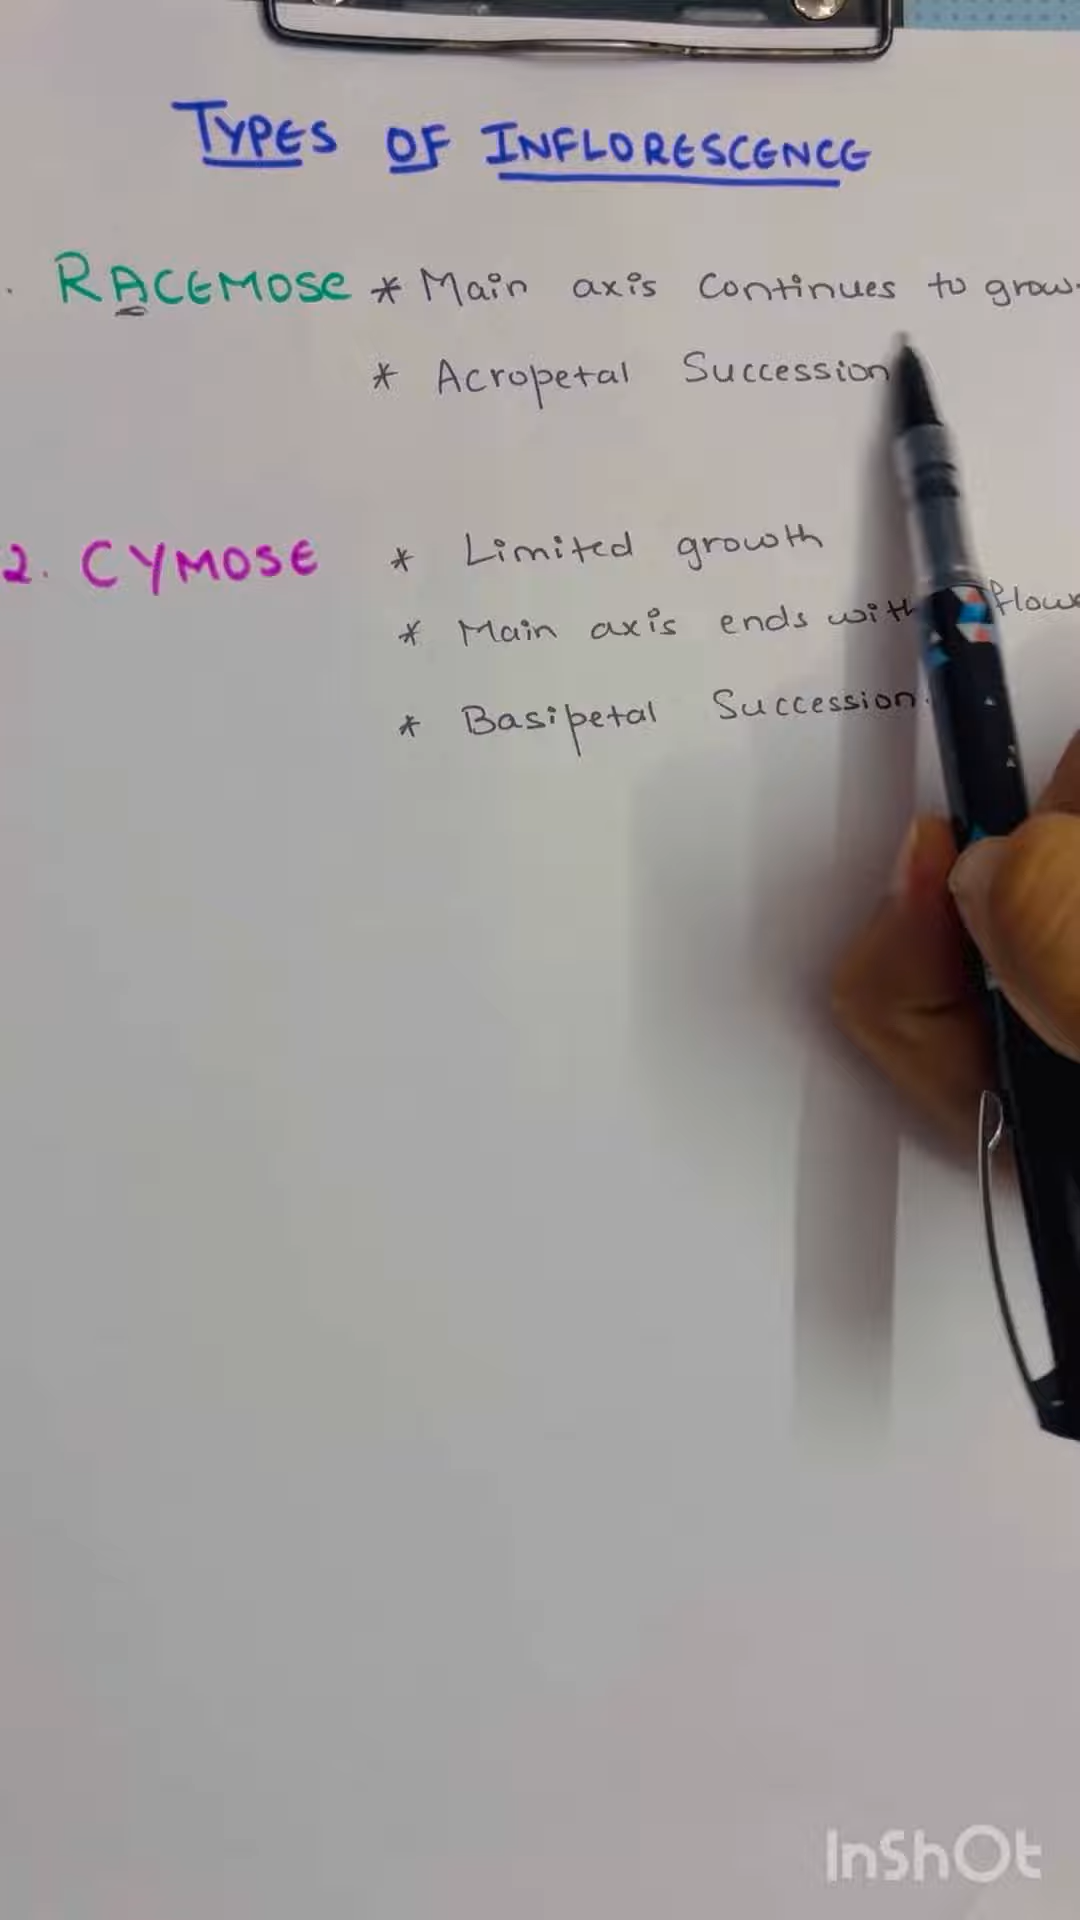 TYPES OF INFLORESCENCE
RACEMOSE * Main axis continues to grow.
* Acropetal Succession
2. CYMOSE * Limited growth
* Main axis ends with
* Basipetal Succession.
InShOt